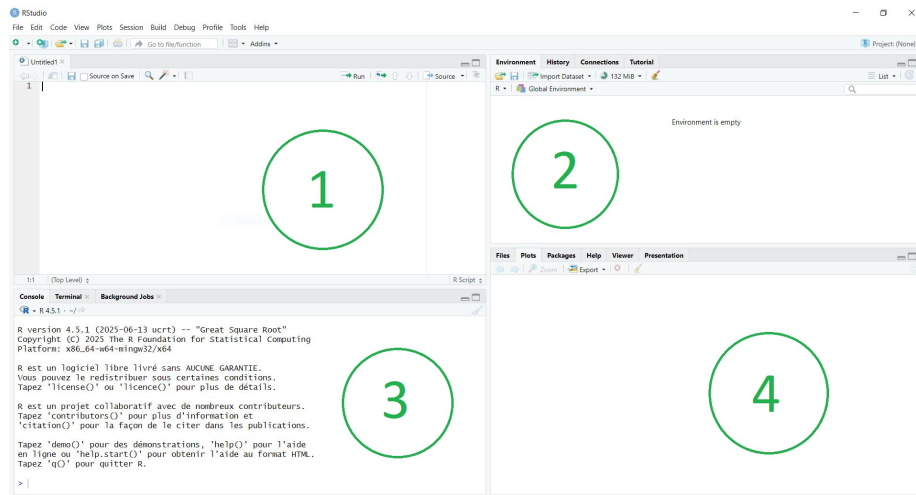 RStudio
File Edit Code View Plots Session Build Debug Profile Tools Help
Go to file/function Addins
Project: (None)
Untitled1
Source on Save Run Source
1
1
1:1 (Top Level) R Script
Environment History Connections Tutorial
Import Dataset 132 MiB List
R Global Environment
Environment is empty
2
Console Terminal Background Jobs
R 4.5.1 · ~/
R version 4.5.1 (2025-06-13 ucrt) -- "Great Square Root"
Copyright (C) 2025 The R Foundation for Statistical Computing
Platform: x86_64-w64-mingw32/x64
R est un logiciel libre livré sans AUCUNE GARANTIE.
Vous pouvez le redistribuer sous certaines conditions.
Tapez 'license()' ou 'licence()' pour plus de détails.
R est un projet collaboratif avec de nombreux contributeurs.
Tapez 'contributors()' pour plus d'information et
'citation()' pour la façon de le citer dans les publications.
Tapez 'demo()' pour des démonstrations, 'help()' pour l'aide
en ligne ou 'help.start()' pour obtenir l'aide au format HTML.
Tapez 'q()' pour quitter R.
>
3
Files Plots Packages Help Viewer Presentation
Zoom Export
4